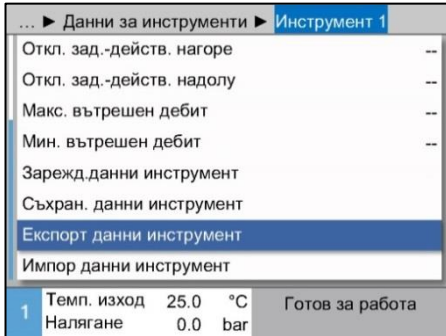 ... ► Данни за инструменти ► Инструмент 1
Откл. зад.-действ. нагоре --
Откл. зад.-действ. надолу --
Макс. вътрешен дебит --
Мин. вътрешен дебит --
Зарежд.данни инструмент
Съхран. данни инструмент
Експорт данни инструмент
Импор данни инструмент
1 Темп. изход 25.0 °C Готов за работа
Налягане 0.0 bar